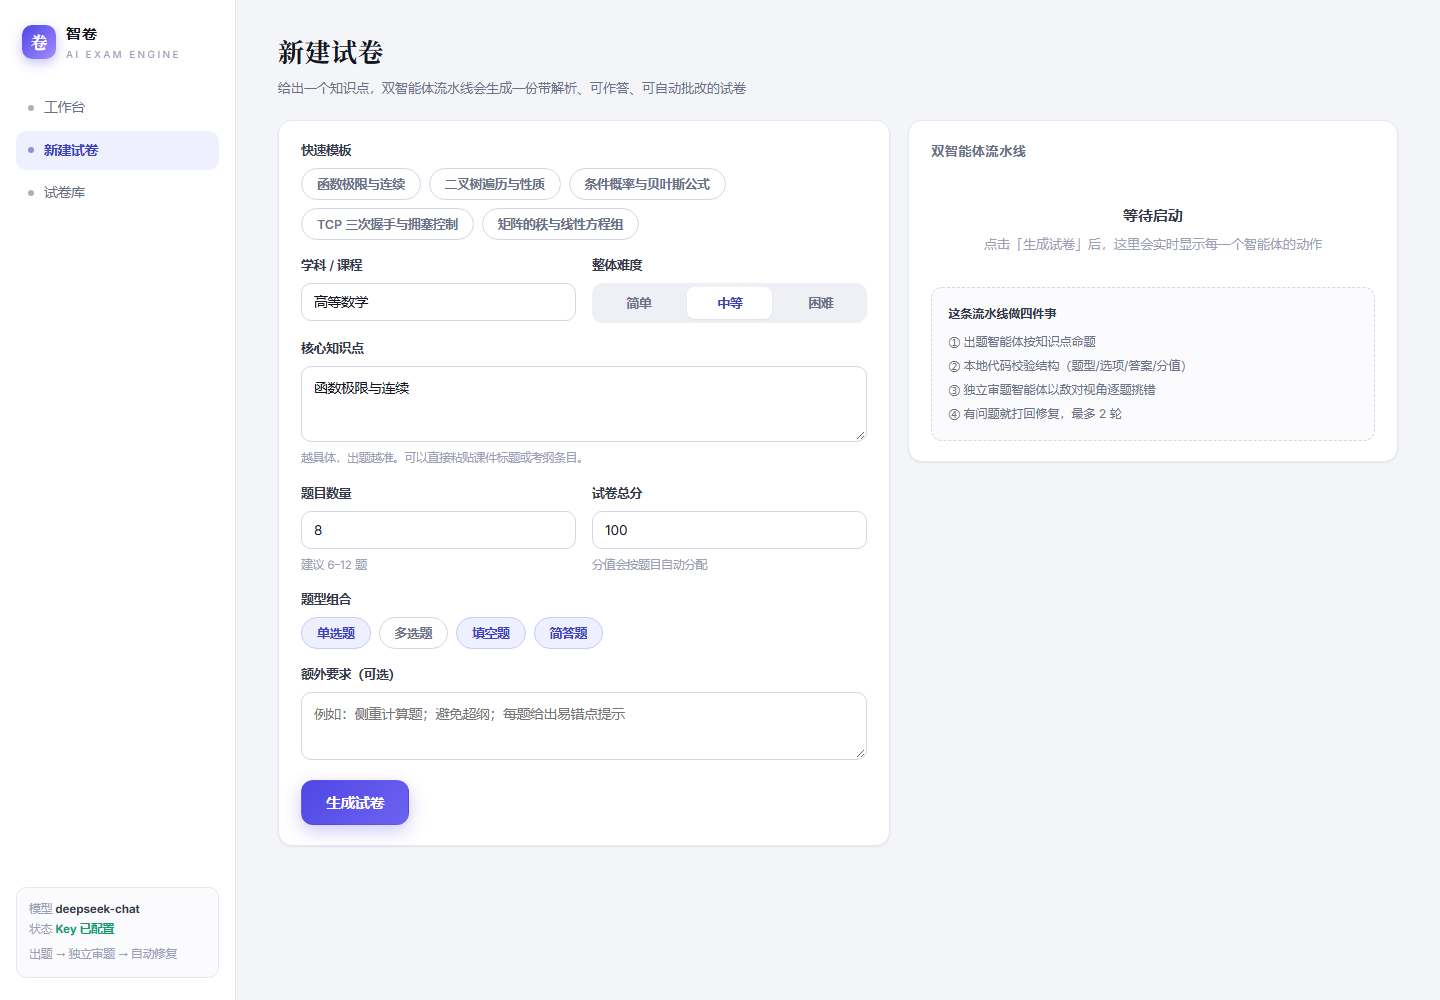 卷
智卷
AI EXAM ENGINE
工作台
新建试卷
试卷库
模型 deepseek-chat
状态 Key 已配置
出题 → 独立审题 → 自动修复
新建试卷
给出一个知识点，双智能体流水线会生成一份带解析、可作答、可自动批改的试卷
快速模板
函数极限与连续
二叉树遍历与性质
条件概率与贝叶斯公式
TCP 三次握手与拥塞控制
矩阵的秩与线性方程组
学科 / 课程
整体难度
高等数学
简单
中等
困难
核心知识点
函数极限与连续
越具体，出题越准。可以直接粘贴课件标题或考纲条目。
题目数量
试卷总分
8
100
建议 6–12 题
分值会按题目自动分配
题型组合
单选题
多选题
填空题
简答题
额外要求（可选）
例如：侧重计算题；避免超纲；每题给出易错点提示
生成试卷
双智能体流水线
等待启动
点击「生成试卷」后，这里会实时显示每一个智能体的动作
这条流水线做四件事
① 出题智能体按知识点命题
② 本地代码校验结构（题型/选项/答案/分值）
③ 独立审题智能体以敌对视角逐题挑错
④ 有问题就打回修复，最多 2 轮